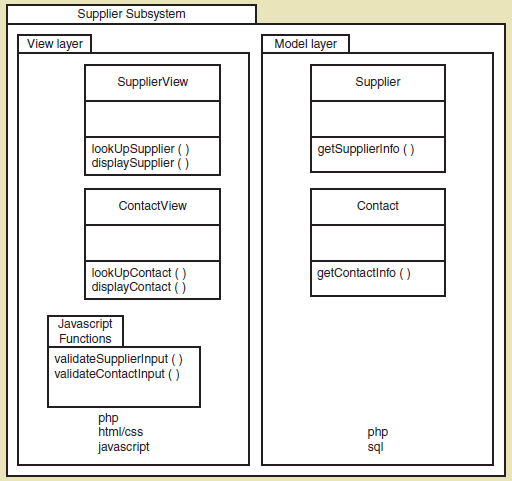 Supplier Subsystem
View layer
SupplierView
lookUpSupplier ( )
displaySupplier ( )
ContactView
lookUpContact ( )
displayContact ( )
Javascript
Functions
validateSupplierInput ( )
validateContactInput ( )
php
html/css
javascript
Model layer
Supplier
getSupplierInfo ( )
Contact
getContactInfo ( )
php
sql